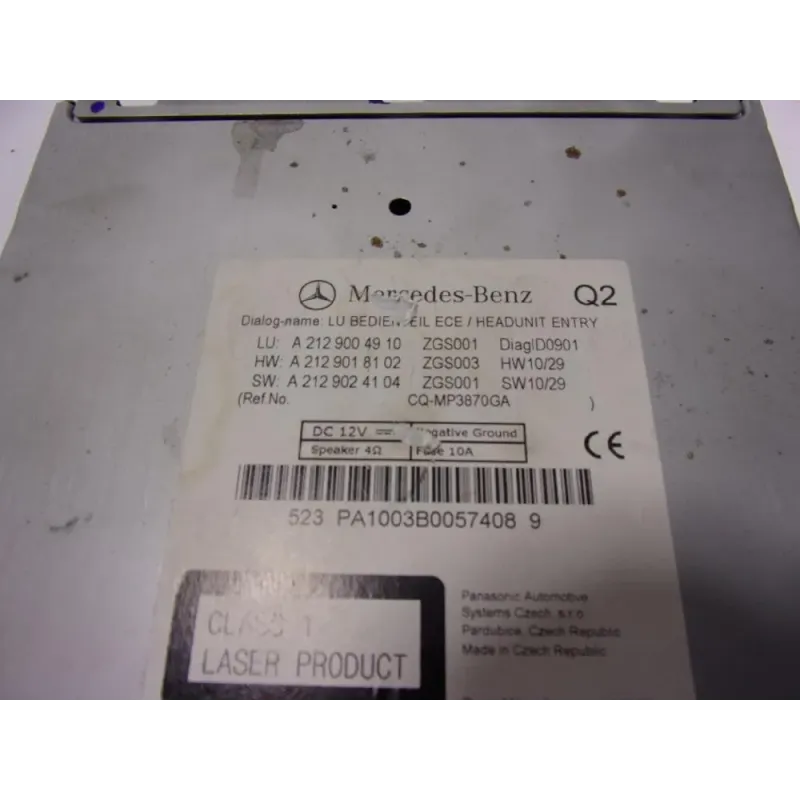 Mercedes-Benz Q2
Dialog-name: LU BEDIENTEIL ECE / HEADUNIT ENTRY
LU: A 212 900 49 10 ZGS001 DiagID0901
HW: A 212 901 81 02 ZGS003 HW10/29
SW: A 212 902 41 04 ZGS001 SW10/29
(Ref.No. CQ-MP3870GA )
DC 12V Negative Ground
Speaker 4Ω Fuse 10A
CE
523 PA1003B0057408 9
CLASS 1
LASER PRODUCT
Panasonic Automotive
Systems Czech, s.r.o.
Pardubice, Czech Republic
Made in Czech Republic